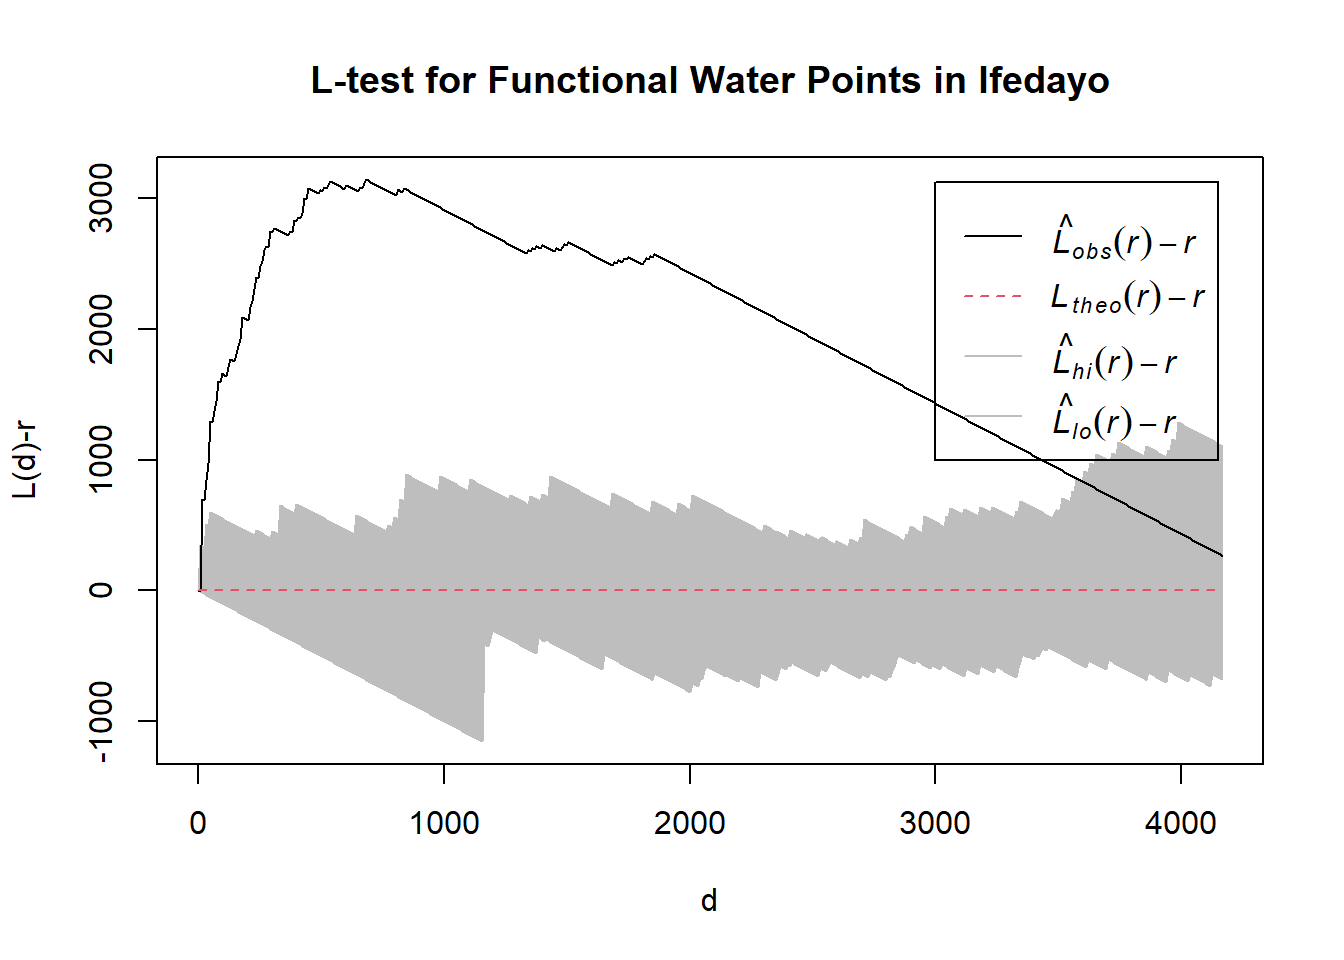 L-test for Functional Water Points in Ifedayo
L(d)-r
3000
2000
1000
0
-1000
L̂obs(r) − r
Ltheo(r) − r
L̂hi(r) − r
L̂lo(r) − r
0 1000 2000 3000 4000
d